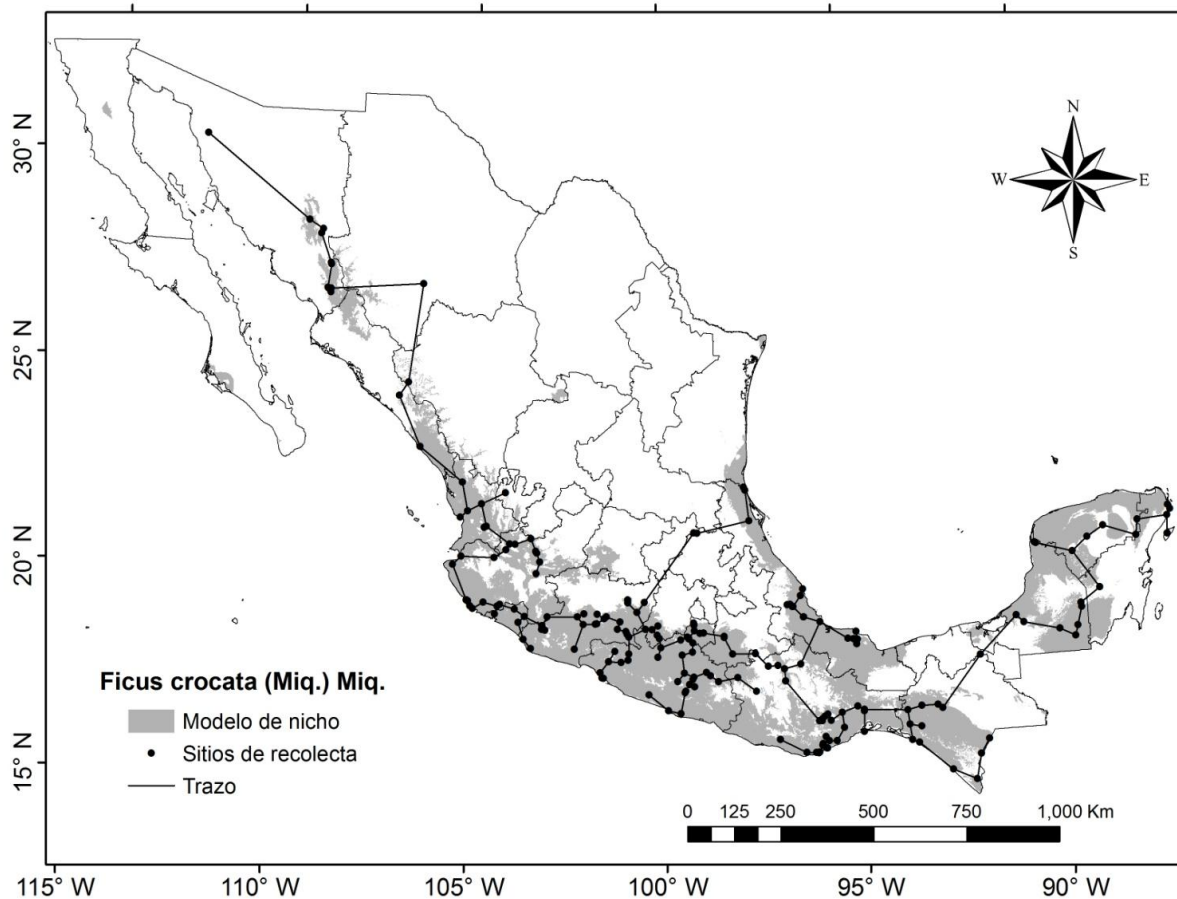 N
W
E
S
30° N
25° N
20° N
15° N
Ficus crocata (Miq.) Miq.
Modelo de nicho
Sitios de recolecta
Trazo
0 125 250 500 750 1,000 Km
115° W 110° W 105° W 100° W 95° W 90° W